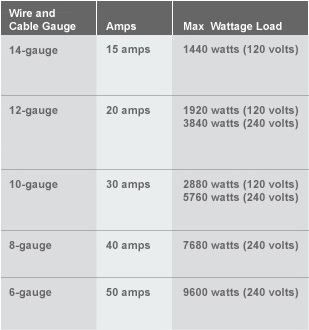 Wire and
Cable Gauge Amps Max Wattage Load
14-gauge 15 amps 1440 watts (120 volts)
12-gauge 20 amps 1920 watts (120 volts)
3840 watts (240 volts)
10-gauge 30 amps 2880 watts (120 volts)
5760 watts (240 volts)
8-gauge 40 amps 7680 watts (240 volts)
6-gauge 50 amps 9600 watts (240 volts)